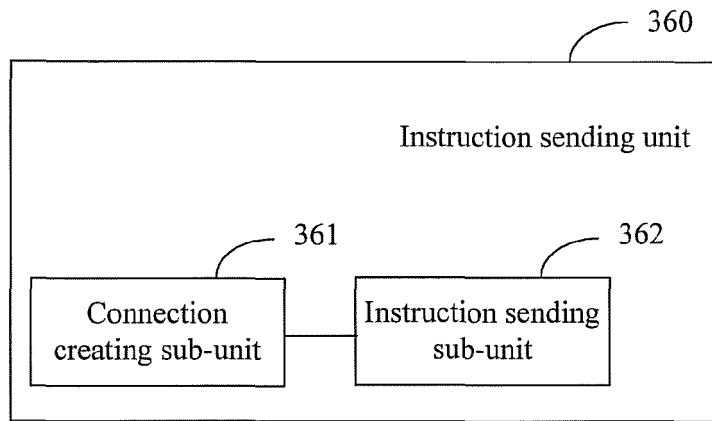 360
Instruction sending unit
361
362
Connection
creating sub-unit
Instruction sending
sub-unit